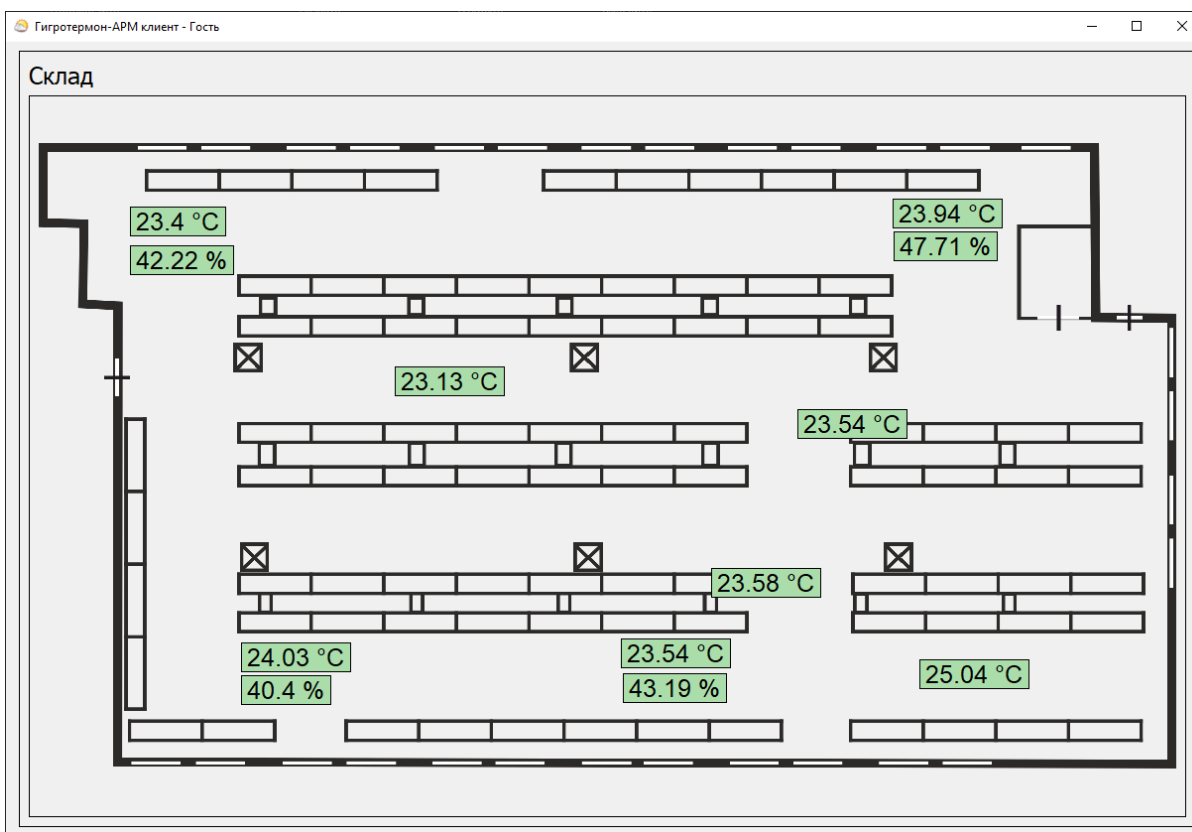 Гигротермон-АРМ клиент - Гость
Склад
23.4 °C
42.22 %
23.94 °C
47.71 %
23.13 °C
23.54 °C
23.58 °C
24.03 °C
40.4 %
23.54 °C
43.19 %
25.04 °C